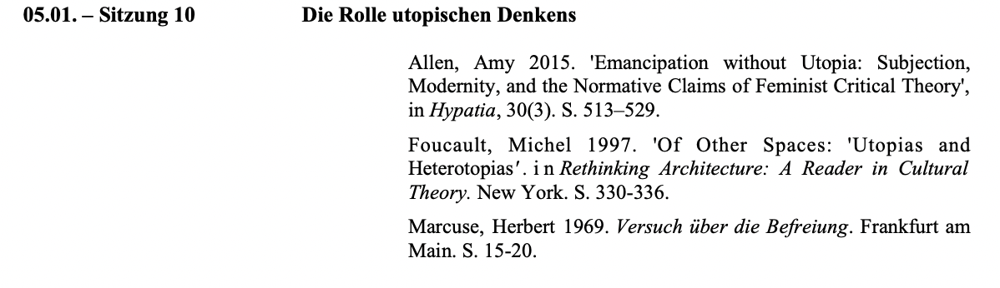 05.01. – Sitzung 10 Die Rolle utopischen Denkens
Allen, Amy 2015. 'Emancipation without Utopia: Subjection,
Modernity, and the Normative Claims of Feminist Critical Theory',
in Hypatia, 30(3). S. 513–529.
Foucault, Michel 1997. 'Of Other Spaces: 'Utopias and
Heterotopias'. in Rethinking Architecture: A Reader in Cultural
Theory. New York. S. 330-336.
Marcuse, Herbert 1969. Versuch über die Befreiung. Frankfurt am
Main. S. 15-20.